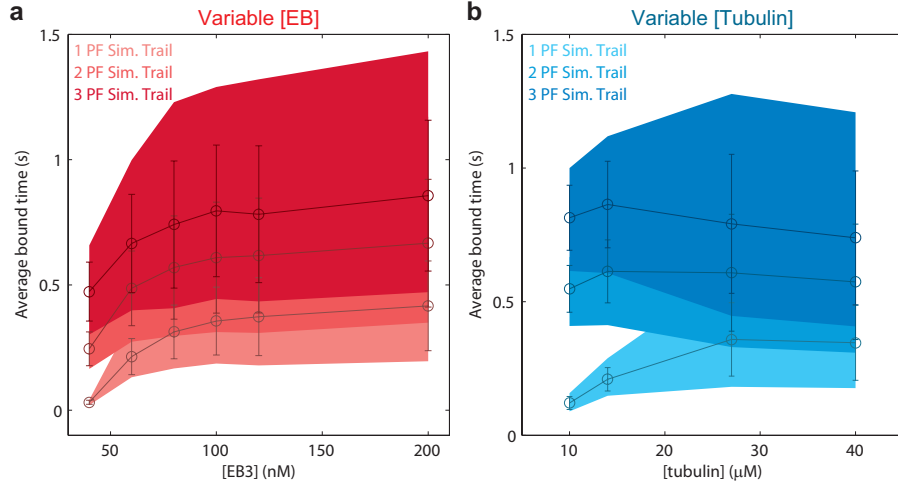 a
Variable [EB]
1.5
1
0.5
0
Average bound time (s)
1 PF Sim. Trail
2 PF Sim. Trail
3 PF Sim. Trail
50
100
150
200
[EB3] (nM)
b
Variable [Tubulin]
1.5
1
0.5
1
Average bound time (s)
1 PF Sim. Trail
2 PF Sim. Trail
3 PF Sim. Trail
10
20
30
40
[tubulin] (μM)